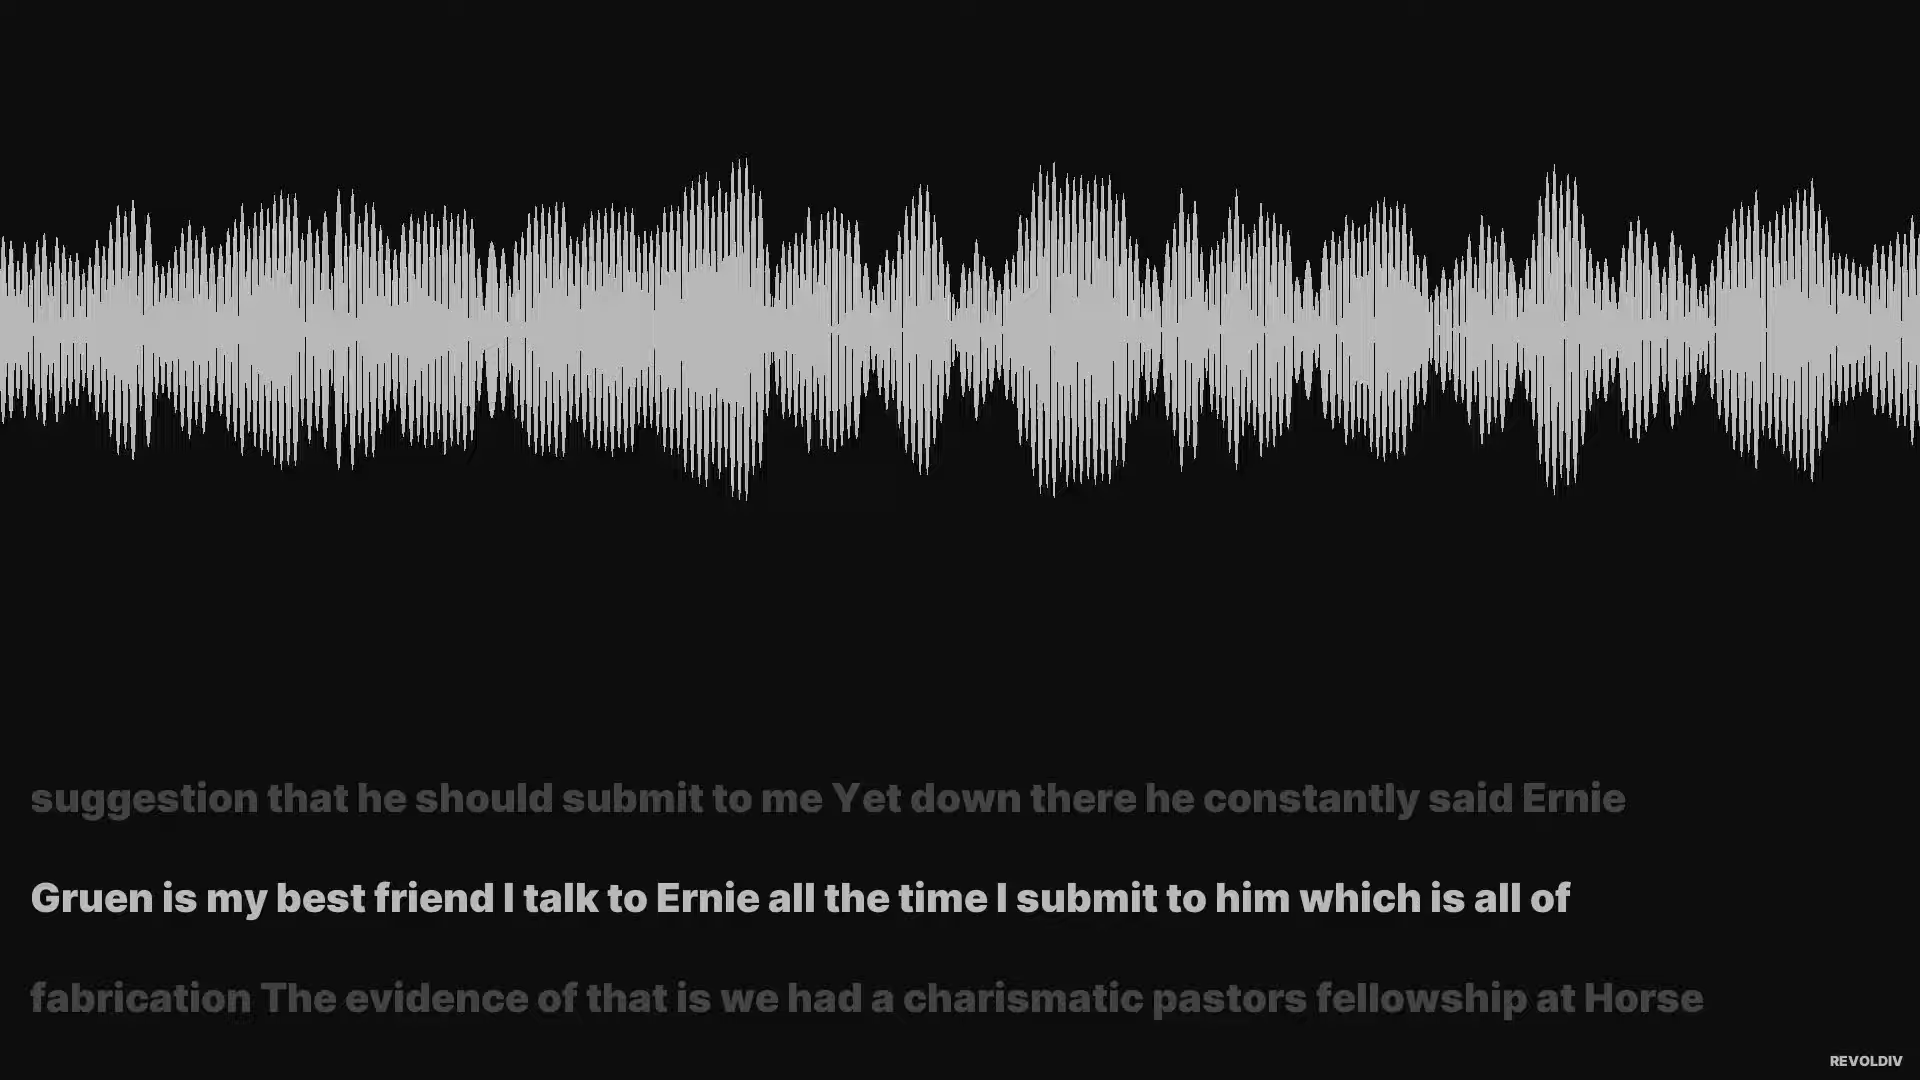 suggestion that he should submit to me Yet down there he constantly said Ernie
Gruen is my best friend I talk to Ernie all the time I submit to him which is all of
fabrication The evidence of that is we had a charismatic pastors fellowship at Horse
REVOLDIV